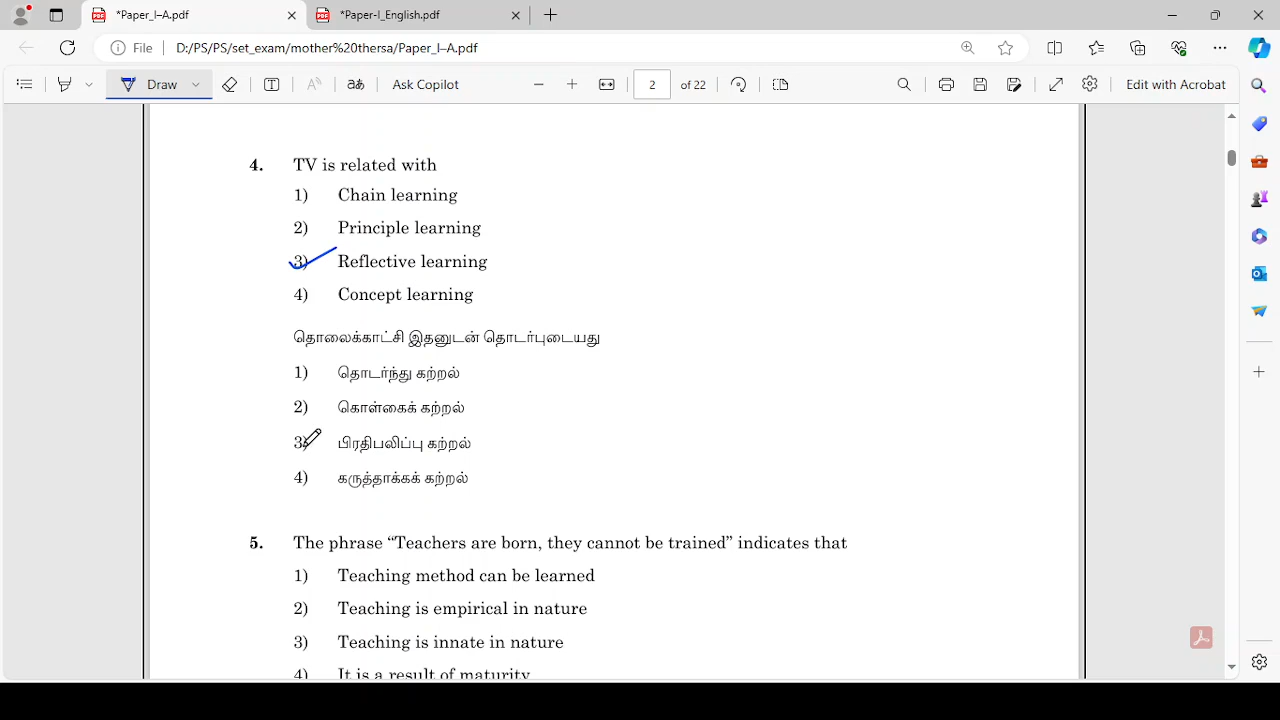 *Paper_I–A.pdf
*Paper-I_English.pdf
File
D:/PS/PS/set_exam/mother%20thersa/Paper_I–A.pdf
Draw
Ask Copilot
2
of 22
Edit with Acrobat
4. TV is related with
1) Chain learning
2) Principle learning
3) Reflective learning
4) Concept learning
தொலைக்காட்சி இதனுடன் தொடர்புடையது
1) தொடர்ந்து கற்றல்
2) கொள்கைக் கற்றல்
3) பிரதிபலிப்பு கற்றல்
4) கருத்தாக்கக் கற்றல்
5. The phrase “Teachers are born, they cannot be trained” indicates that
1) Teaching method can be learned
2) Teaching is empirical in nature
3) Teaching is innate in nature
4) It is a result of maturity